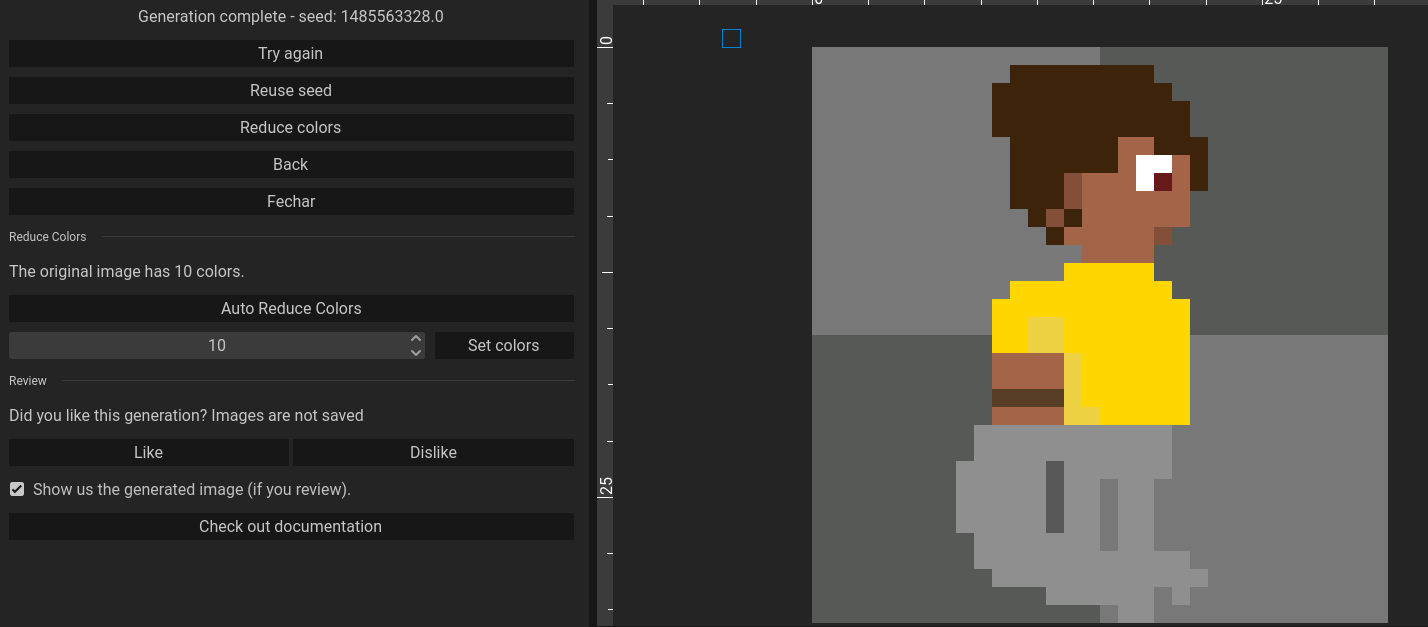 Generation complete - seed: 1485563328.0
Try again
Reuse seed
Reduce colors
Back
Fechar
Reduce Colors
The original image has 10 colors.
Auto Reduce Colors
10
Set colors
Review
Did you like this generation? Images are not saved
Like
Dislike
Show us the generated image (if you review).
Check out documentation
0
25
0
25